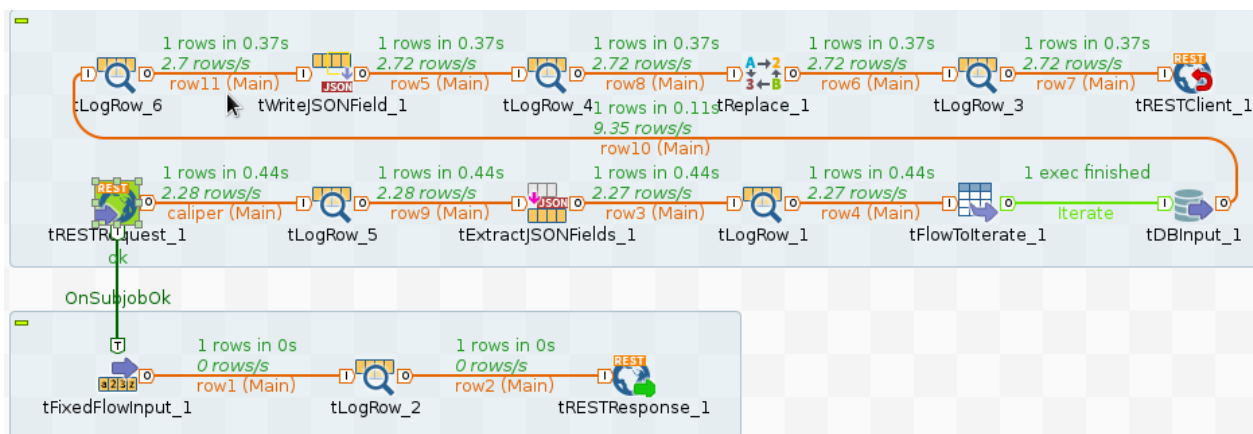 1 rows in 0.37s
1 rows in 0.37s
1 rows in 0.37s
1 rows in 0.37s
1 rows in 0.37s
2.7 rows/s
2.72 rows/s
2.72 rows/s
2.72 rows/s
2.72 rows/s
row11 (Main)
row5 (Main)
row8 (Main)
row6 (Main)
row7 (Main)
JSON
REST
tLogRow_6
tWriteJSONField_1
tLogRow_4
tReplace_1
tLogRow_3
tRESTClient_1
1 rows in 0.11s
9.35 rows/s
row10 (Main)
1 rows in 0.44s
1 rows in 0.44s
1 rows in 0.44s
1 rows in 0.44s
1 exec finished
2.28 rows/s
2.28 rows/s
2.27 rows/s
2.27 rows/s
REST
JSON
caliper (Main)
row9 (Main)
row3 (Main)
row4 (Main)
Iterate
tRESTRequest_1
tLogRow_5
tExtractJSONFields_1
tLogRow_1
tFlowToIterate_1
tDBInput_1
ok
OnSubjobOk
1 rows in 0s
1 rows in 0s
0 rows/s
0 rows/s
REST
row1 (Main)
row2 (Main)
tFixedFlowInput_1
tLogRow_2
tRESTResponse_1